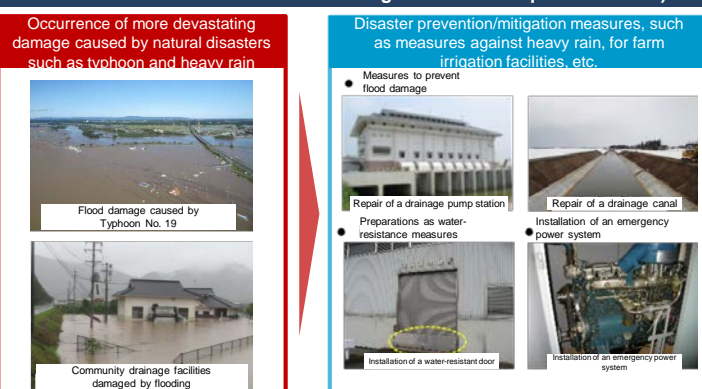 Occurrence of more devastating
damage caused by natural disasters
such as typhoon and heavy rain
Flood damage caused by
Typhoon No. 19
Community drainage facilities
damaged by flooding
Disaster prevention/mitigation measures, such
as measures against heavy rain, for farm
irrigation facilities, etc.
● Measures to prevent
flood damage
Repair of a drainage pump station
Repair of a drainage canal
● Preparations as water-
resistance measures
Installation of a water-resistant door
● Installation of an emergency
power system
Installation of an emergency power
system